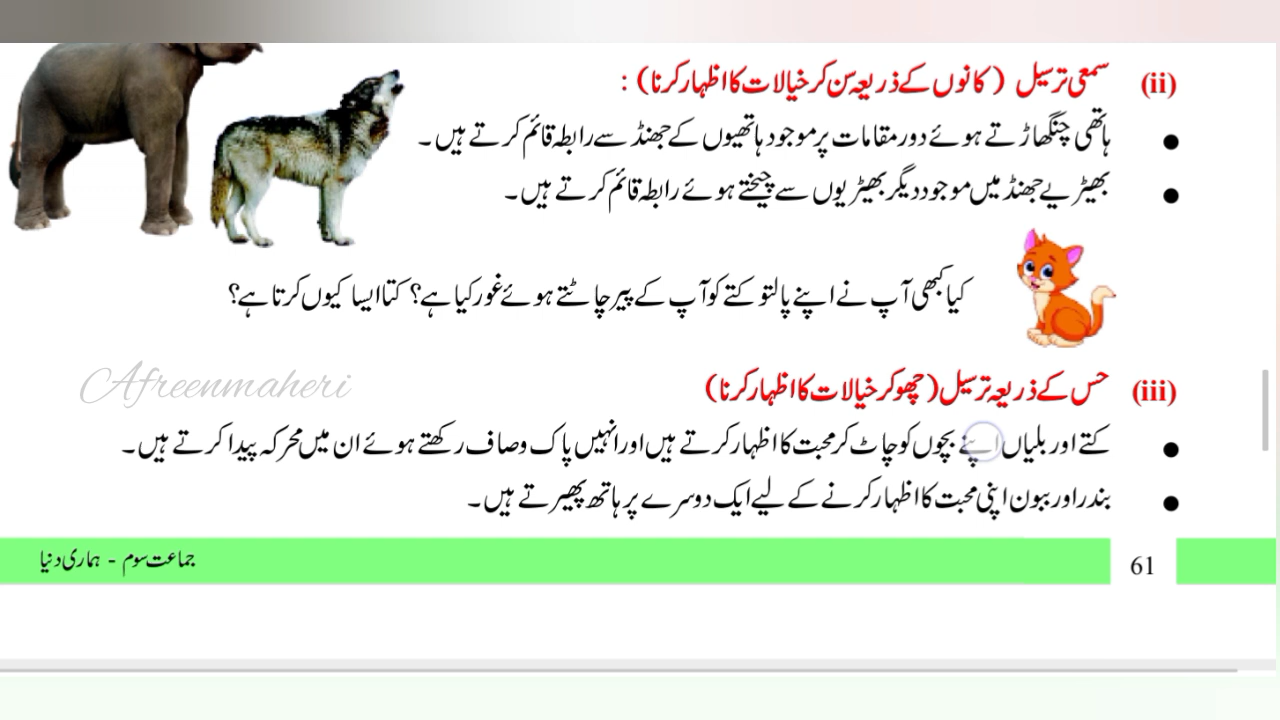 (ii) سمعی ترسیل ( کانوں کے ذریعہ سن کر خیالات کا اظہار کرنا ) :
● ہاتھی چنگھاڑتے ہوئے دور مقامات پر موجود ہاتھیوں کے جھنڈ سے رابطہ قائم کرتے ہیں۔
● بھیڑیے جھنڈ میں موجود دیگر بھیڑیوں سے چیختے ہوئے رابطہ قائم کرتے ہیں۔
کیا کبھی آپ نے اپنے پالتو کتے کو آپ کے پیر چاٹتے ہوئے غور کیا ہے؟ کتا ایسا کیوں کرتا ہے؟
Afreenmaheri
(iii) حس کے ذریعہ ترسیل (چھو کر خیالات کا اظہار کرنا)
● کتے اور بلیاں اپنے بچوں کو چاٹ کر محبت کا اظہار کرتے ہیں اور انہیں پاک وصاف رکھتے ہوئے ان میں محرکہ پیدا کرتے ہیں۔
● بندر اور ببون اپنی محبت کا اظہار کرنے کے لیے ایک دوسرے پر ہاتھ پھیرتے ہیں۔
61
جماعت سوم - ہماری دنیا